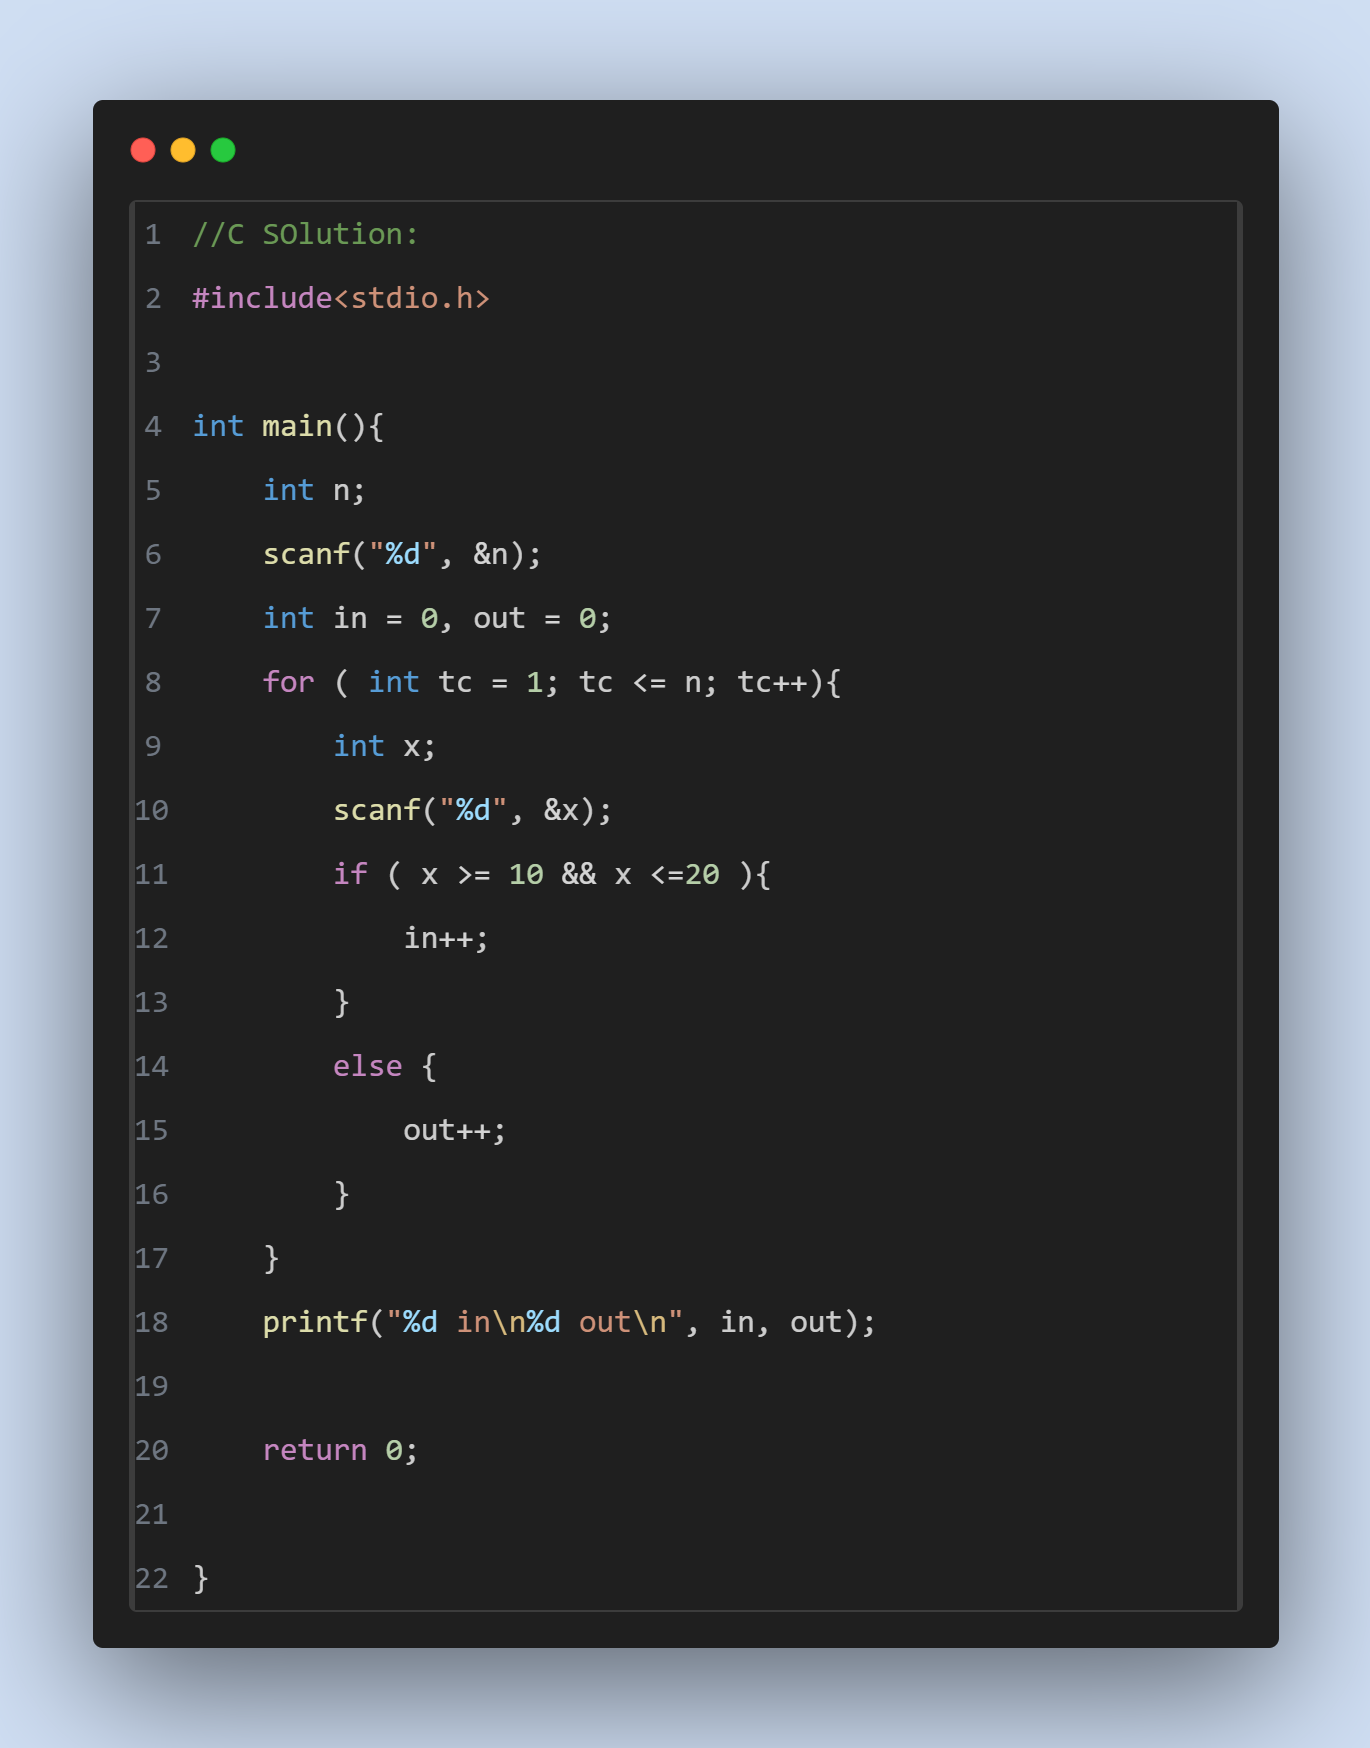 1 //C SOlution:
2 #include<stdio.h>
3
4 int main(){
5     int n;
6     scanf("%d", &n);
7     int in = 0, out = 0;
8     for ( int tc = 1; tc <= n; tc++){
9         int x;
10         scanf("%d", &x);
11         if ( x >= 10 && x <=20 ){
12             in++;
13         }
14         else {
15             out++;
16         }
17     }
18     printf("%d in\n%d out\n", in, out);
19
20     return 0;
21
22 }